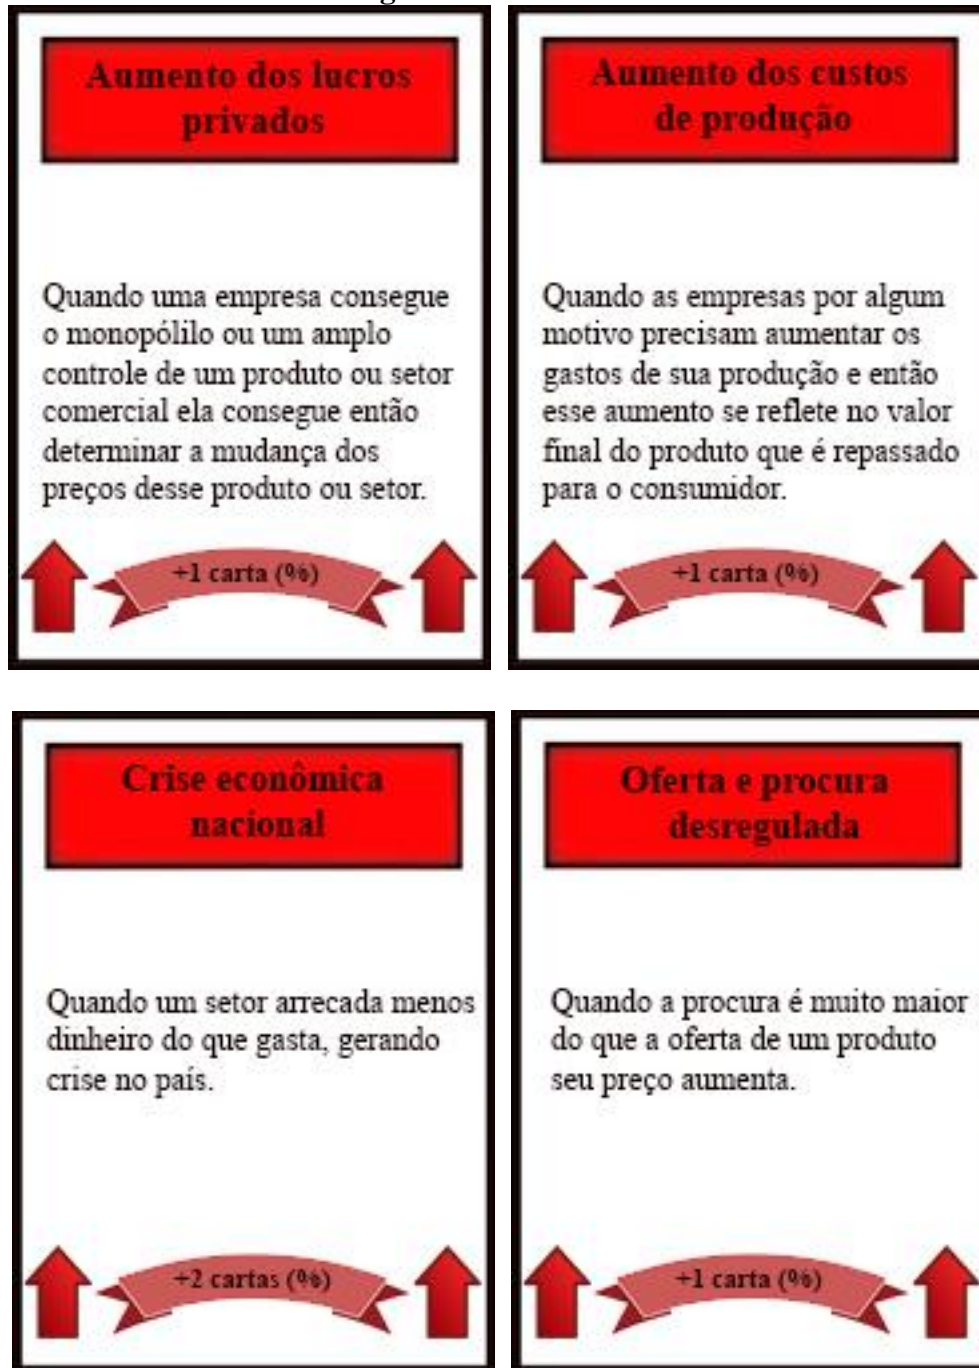 Aumento dos lucros
privados
Quando uma empresa consegue
o monopólilo ou um amplo
controle de um produto ou setor
comercial ela consegue então
determinar a mudança dos
preços desse produto ou setor.
+1 carta (%)
Aumento dos custos
de produção
Quando as empresas por algum
motivo precisam aumentar os
gastos de sua produção e então
esse aumento se reflete no valor
final do produto que é repassado
para o consumidor.
+1 carta (%)
Crise econômica
nacional
Quando um setor arrecada menos
dinheiro do que gasta, gerando
crise no país.
+2 cartas (%)
Oferta e procura
desregulada
Quando a procura é muito maior
do que a oferta de um produto
seu preço aumenta.
+1 carta (%)